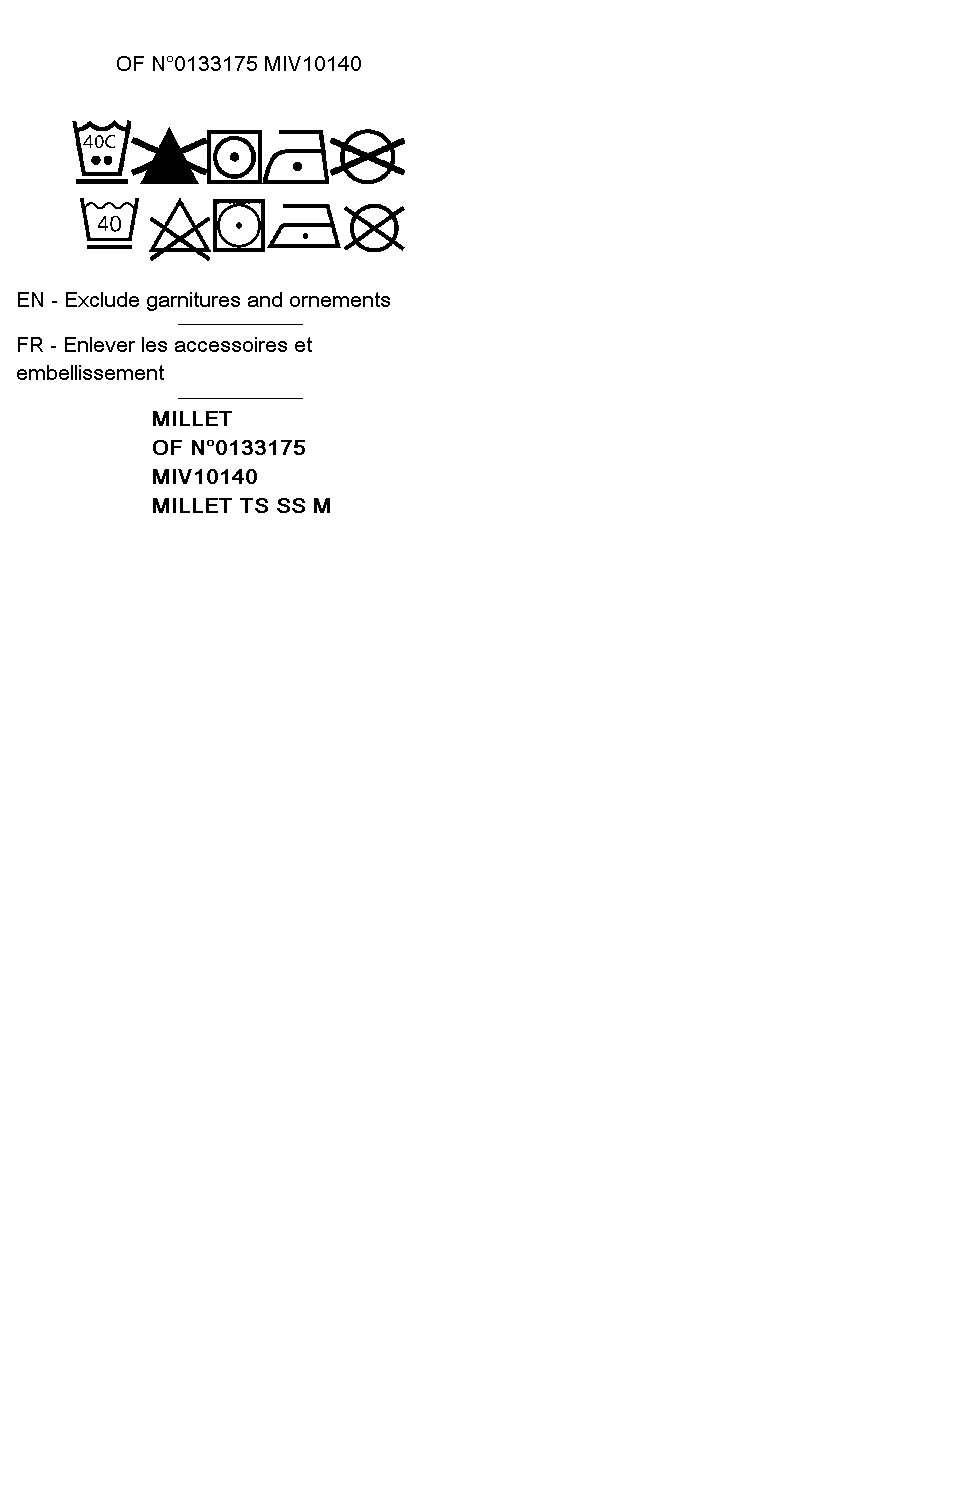 OF N°0133175 MIV10140
40C
40
EN - Exclude garnitures and ornements
FR - Enlever les accessoires et
embellissement
MILLET
OF N°0133175
MIV10140
MILLET TS SS M